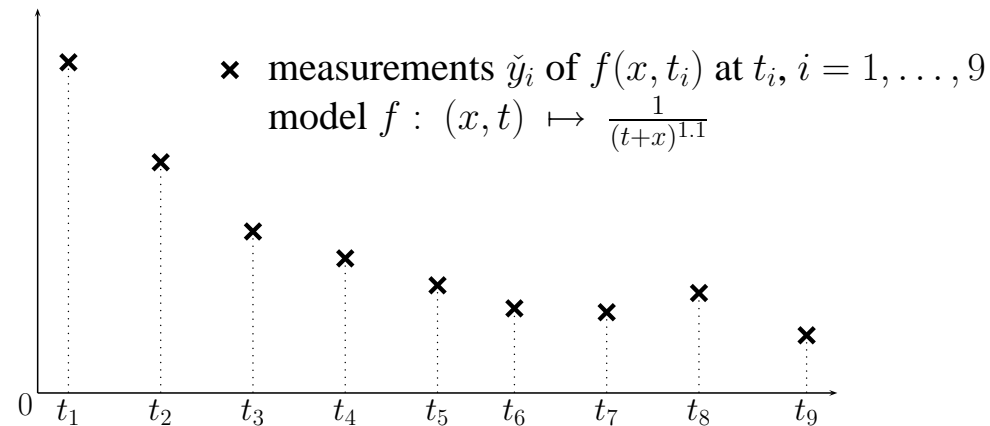 × measurements y̌ᵢ of f(x, tᵢ) at tᵢ, i = 1, . . . , 9
model f : (x, t) ↦ 1/(t+x)^1.1
0 t₁ t₂ t₃ t₄ t₅ t₆ t₇ t₈ t₉